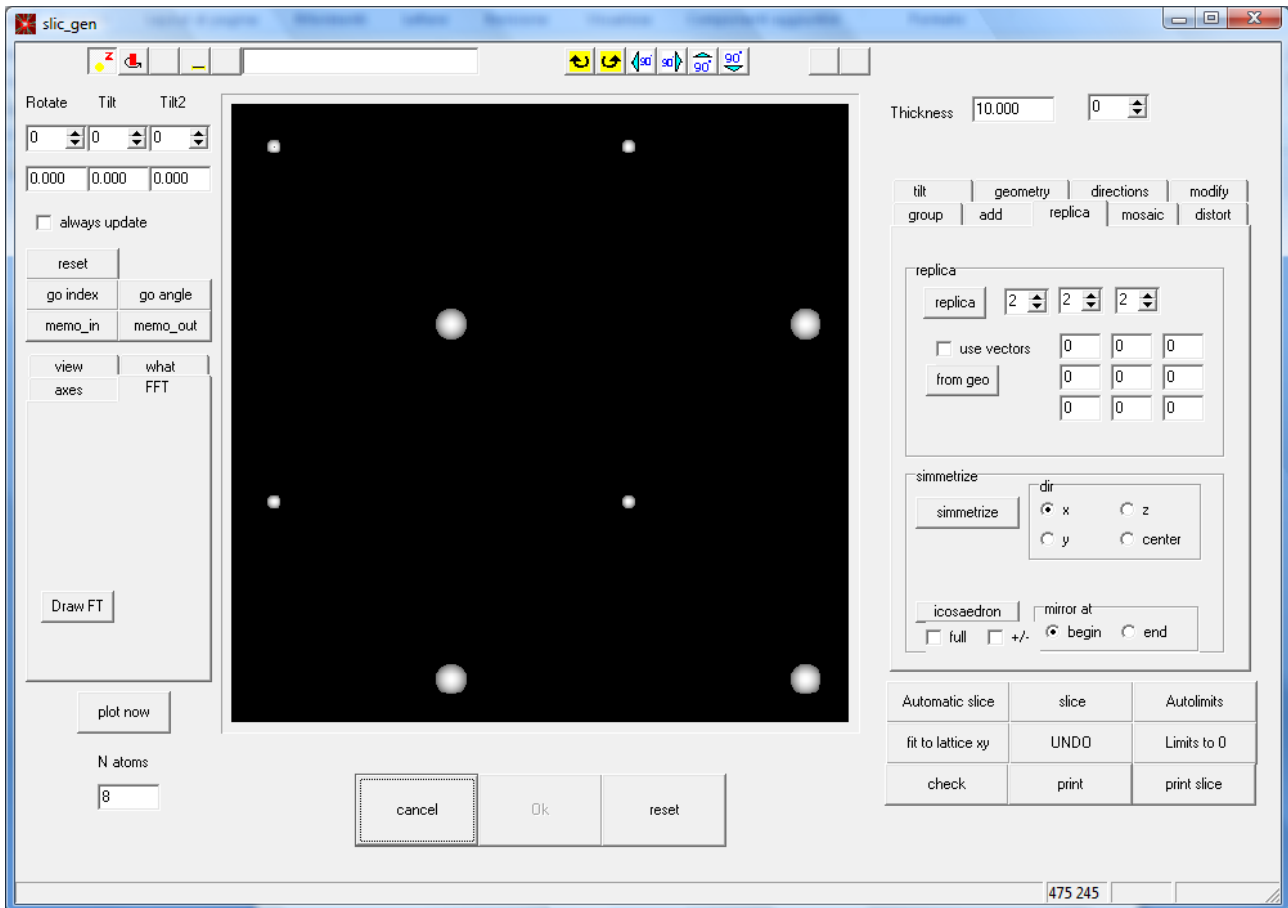 slic_gen
Z
90 90 90° 90°
Rotate Tilt Tilt2
0 0 0
0.000 0.000 0.000
always update
reset
go index go angle
memo_in memo_out
view what
axes FFT
Draw FT
plot now
N atoms
8
Thickness 10.000 0
tilt geometry directions modify
group add replica mosaic distort
replica
replica 2 2 2
use vectors 0 0 0
from geo 0 0 0
0 0 0
simmetrize
simmetrize
dir
x z
y center
icosaedron
full +/-
mirror at
begin end
Automatic slice slice Autolimits
fit to lattice xy UNDO Limits to 0
check print print slice
cancel Ok reset
475 245